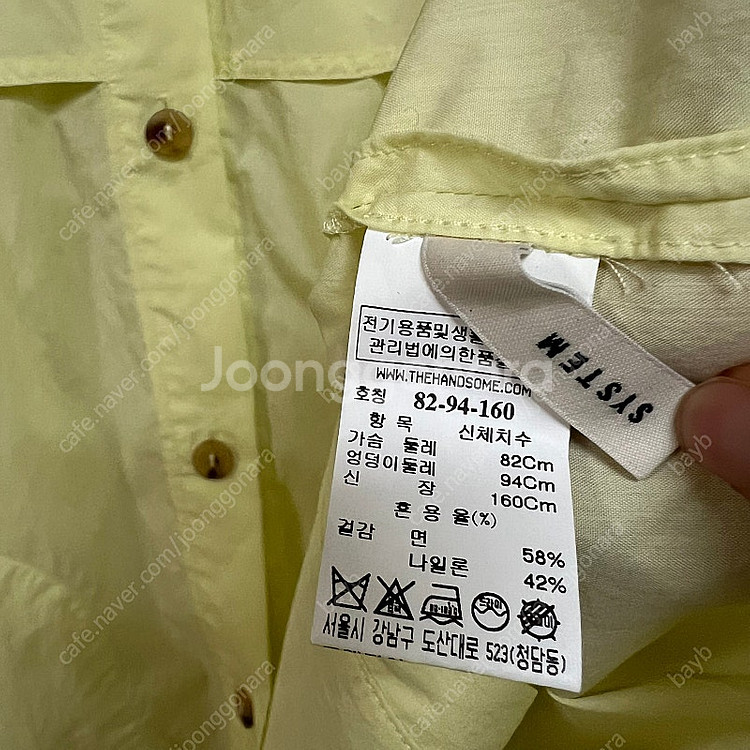 전기용품및생
관리법에의한품
WWW.THEHANDSOME.COM
호칭 82-94-160
항 목 신체치수
가슴 둘레 82Cm
엉덩이둘레 94Cm
신 장 160Cm
혼 용 율(%)
겉감 면 58%
나일론 42%
서울시 강남구 도산대로 523(청담동)
SYSTEM
Joonggonara
cafe.naver.com/joonggonara
bayb